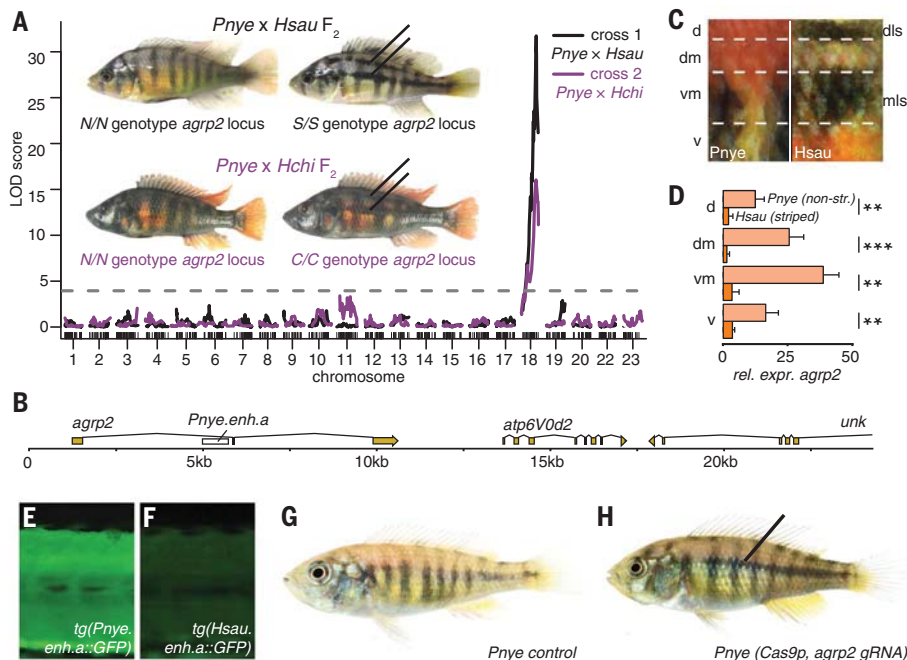 A
Pnye x Hsau F2
cross 1
Pnye × Hsau
cross 2
Pnye × Hchi
N/N genotype agrp2 locus
S/S genotype agrp2 locus
Pnye x Hchi F2
N/N genotype agrp2 locus
C/C genotype agrp2 locus
LOD score
30
25
20
15
10
5
0
1 2 3 4 5 6 7 8 9 10 11 12 13 14 15 16 17 18 19 20 22 23
chromosome
C
d
dm
vm
v
dls
mls
Pnye
Hsau
D
d
dm
vm
v
Pnye (non-str.)
Hsau (striped)
**
***
**
**
0 25 50
rel. expr. agrp2
B
agrp2
Pnye.enh.a
atp6V0d2
unk
0 5kb 10kb 15kb 20kb
E
tg(Pnye.
enh.a::GFP)
F
tg(Hsau.
enh.a::GFP)
G
Pnye control
H
Pnye (Cas9p, agrp2 gRNA)